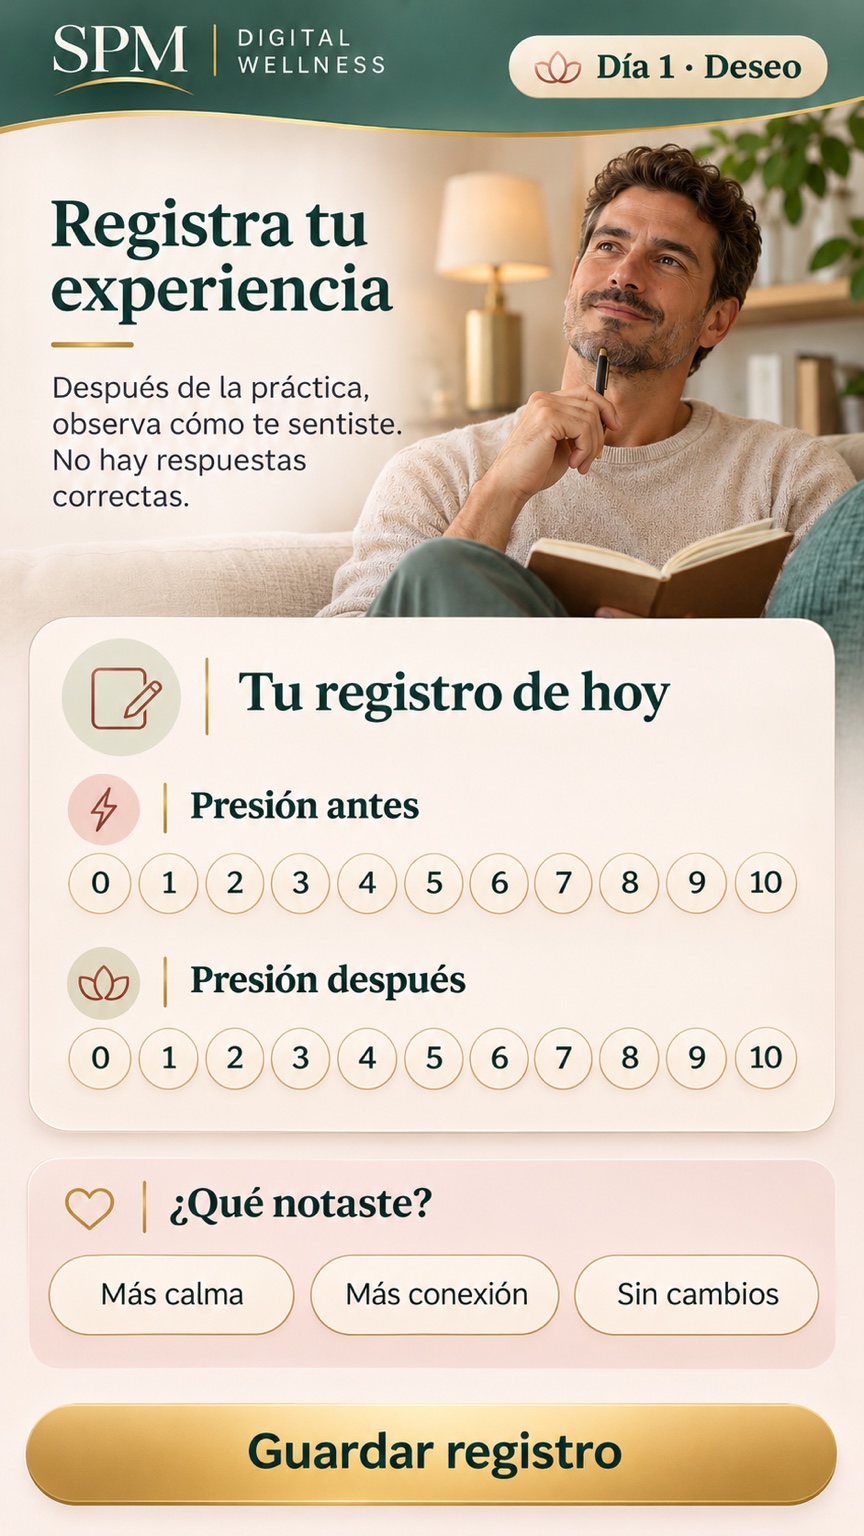 SPM
DIGITAL
WELLNESS
Día 1 · Deseo
Registra tu
experiencia
Después de la práctica,
observa cómo te sentiste.
No hay respuestas
correctas.
Tu registro de hoy
Presión antes
0 1 2 3 4 5 6 7 8 9 10
Presión después
0 1 2 3 4 5 6 7 8 9 10
¿Qué notaste?
Más calma Más conexión Sin cambios
Guardar registro